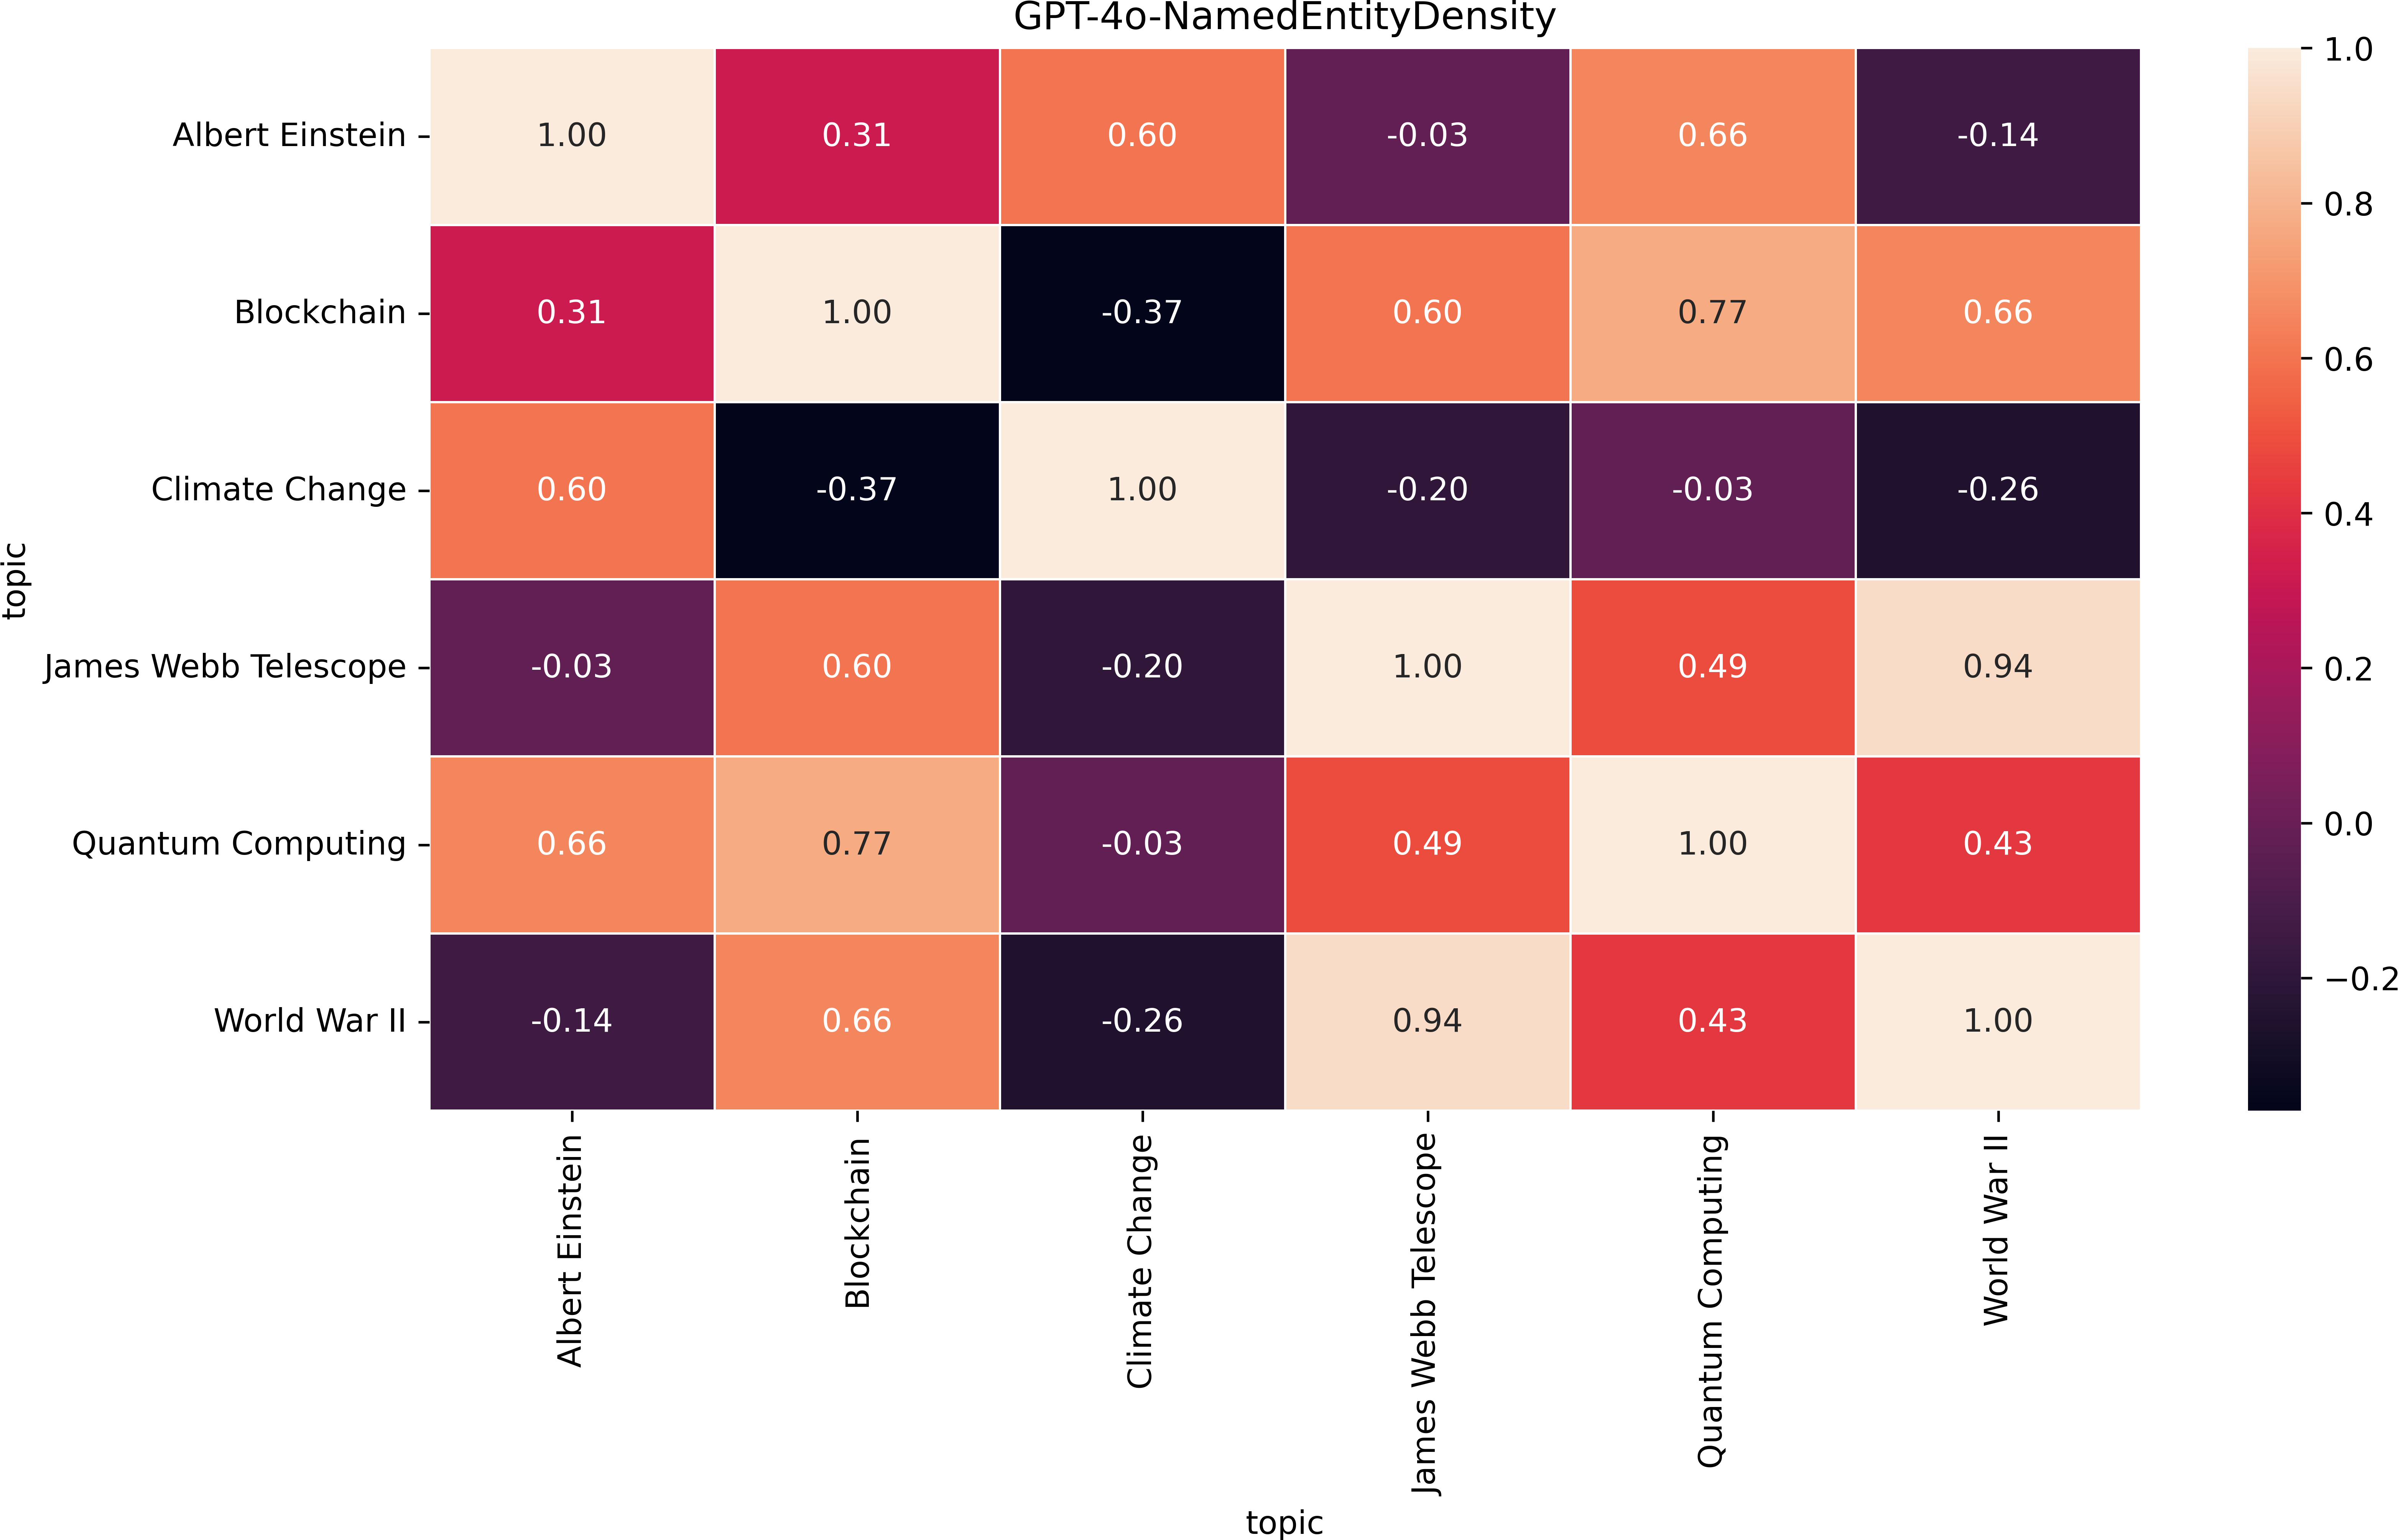 GPT-4o-NamedEntityDensity
Albert Einstein 1.00 0.31 0.60 -0.03 0.66 -0.14
Blockchain 0.31 1.00 -0.37 0.60 0.77 0.66
Climate Change 0.60 -0.37 1.00 -0.20 -0.03 -0.26
James Webb Telescope -0.03 0.60 -0.20 1.00 0.49 0.94
Quantum Computing 0.66 0.77 -0.03 0.49 1.00 0.43
World War II -0.14 0.66 -0.26 0.94 0.43 1.00
topic
Albert Einstein
Blockchain
Climate Change
James Webb Telescope
Quantum Computing
World War II
topic
1.0
0.8
0.6
0.4
0.2
0.0
−0.2